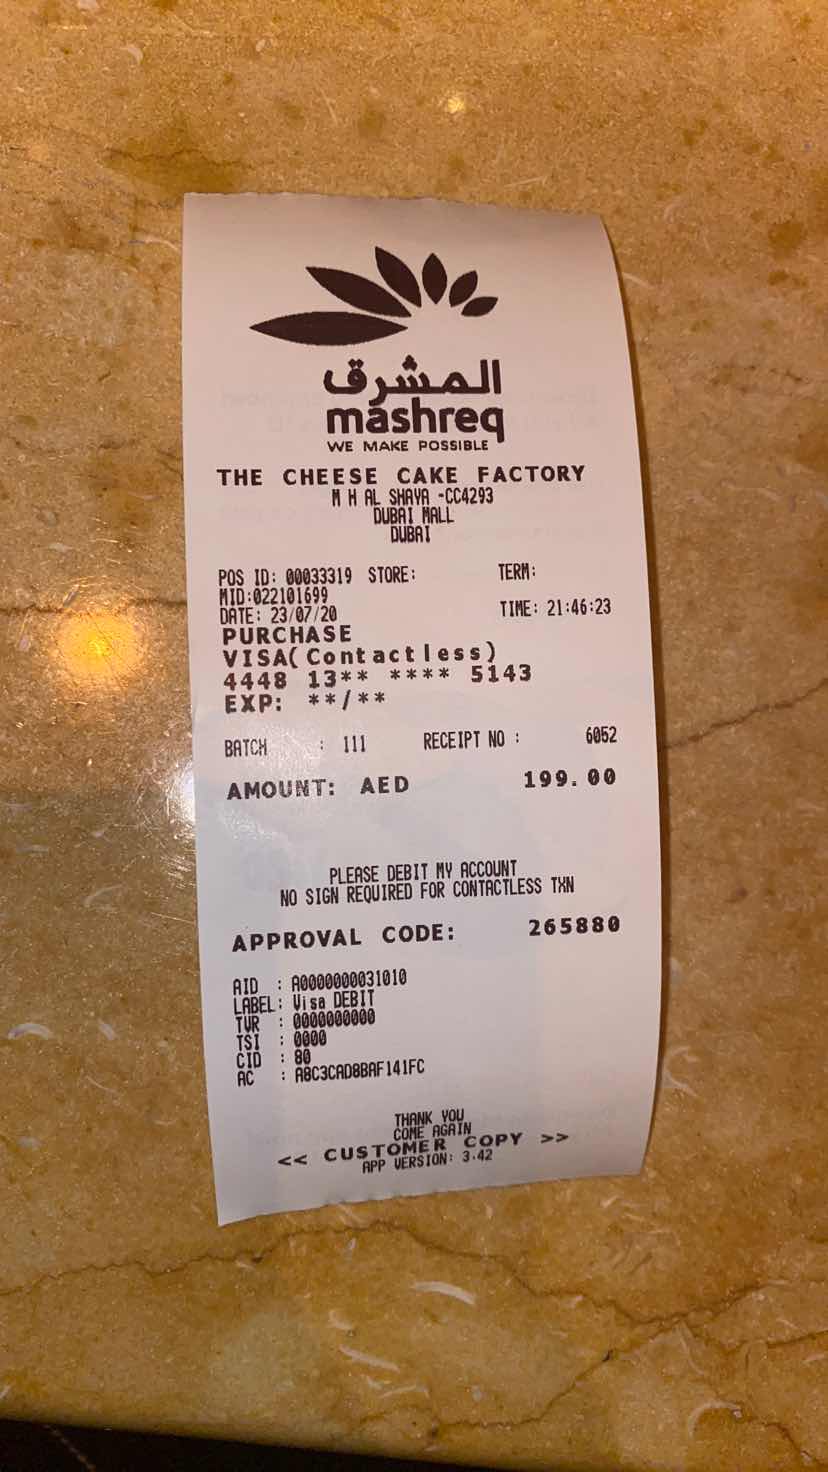 المشرق
mashreq
WE MAKE POSSIBLE
THE CHEESE CAKE FACTORY
M H AL SHAYA -CC4293
DUBAI MALL
DUBAI
POS ID: 00033319 STORE: TERM:
MID:022101699
DATE: 23/07/20 TIME: 21:46:23
PURCHASE
VISA(Contactless)
4448 13** **** 5143
EXP: **/**
BATCH : 111 RECEIPT NO : 6052
AMOUNT: AED 199.00
PLEASE DEBIT MY ACCOUNT
NO SIGN REQUIRED FOR CONTACTLESS TXN
APPROVAL CODE: 265880
AID : A0000000031010
LABEL: Visa DEBIT
TVR : 0000000000
TSI : 0000
CID : 80
AC : A8C3CAD8BAF141FC
THANK YOU
COME AGAIN
<< CUSTOMER COPY >>
APP VERSION: 3.42